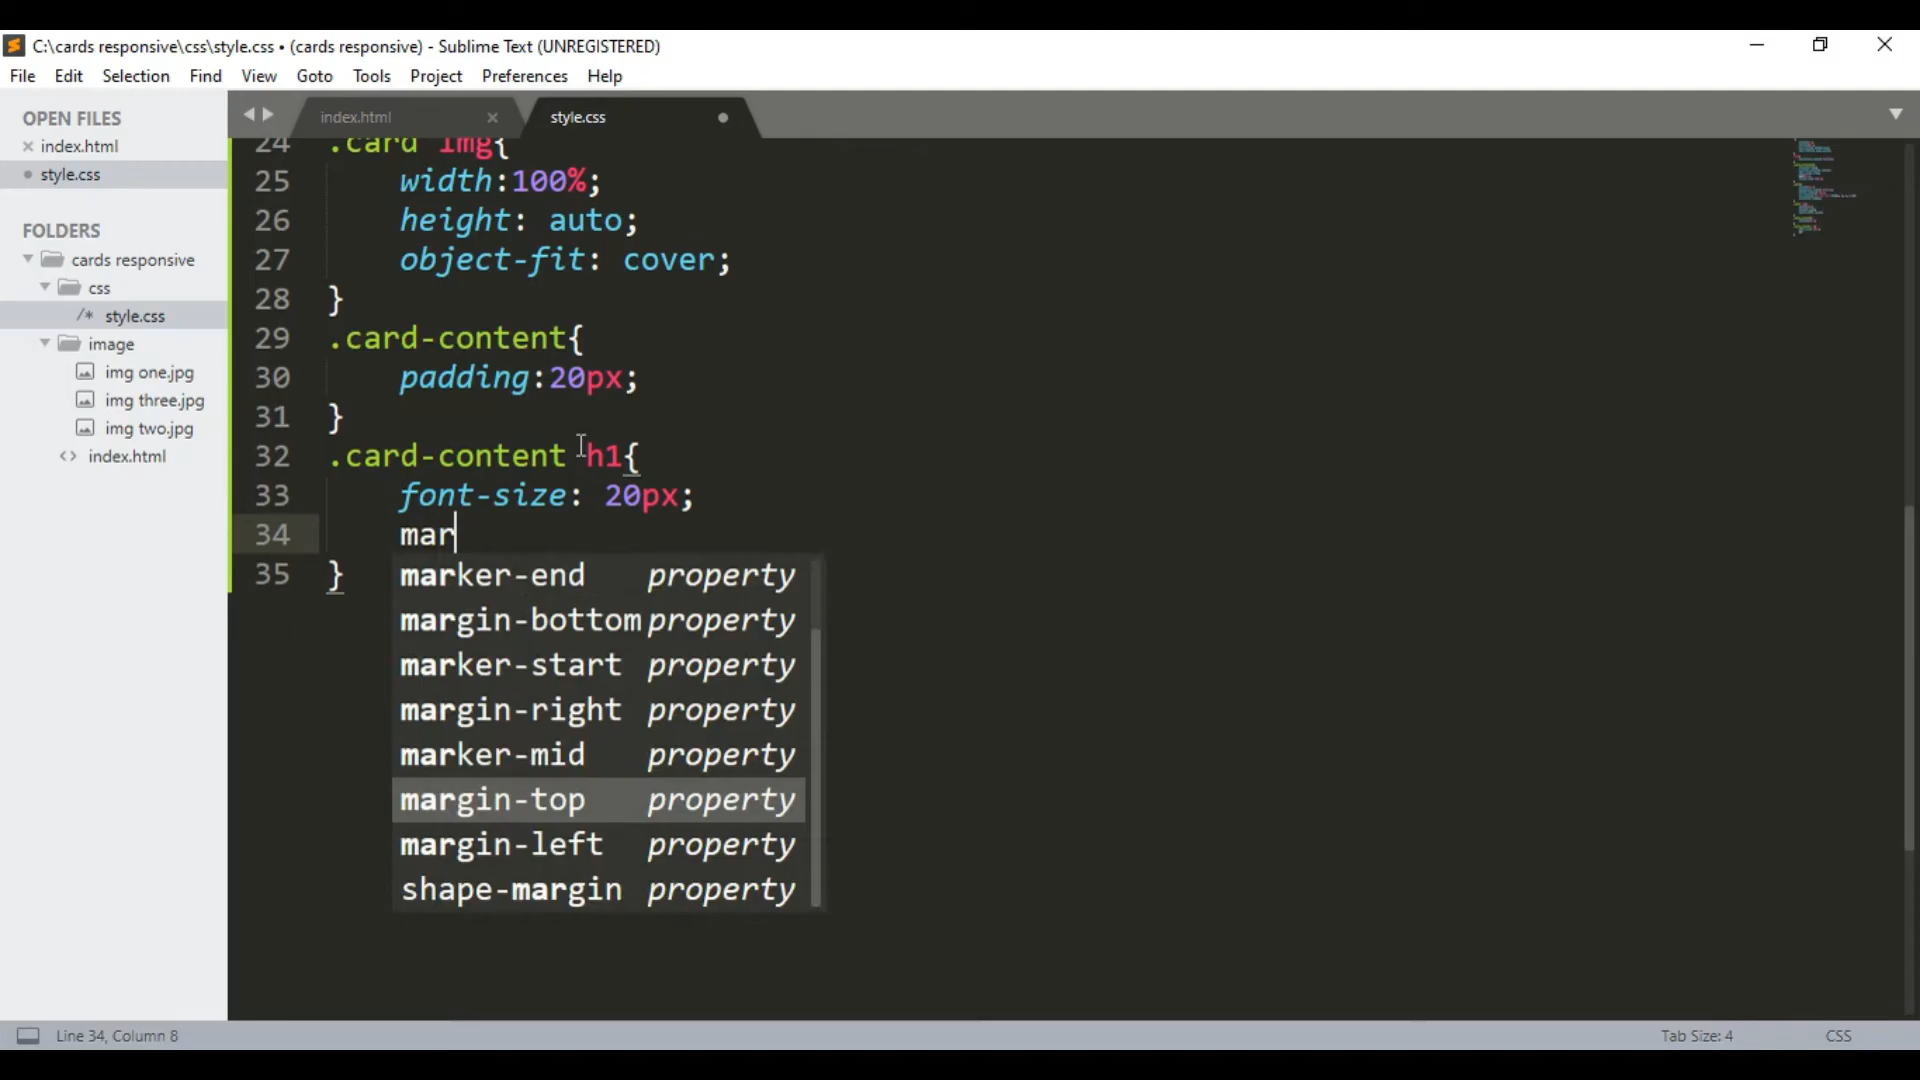 C:\cards responsive\css\style.css • (cards responsive) - Sublime Text (UNREGISTERED)
File Edit Selection Find View Goto Tools Project Preferences Help
OPEN FILES
index.html
style.css
FOLDERS
cards responsive
css
/* style.css
image
img one.jpg
img three.jpg
img two.jpg
<> index.html
index.html
style.css
24 .card img{
25 width:100%;
26 height: auto;
27 object-fit: cover;
28 }
29 .card-content{
30 padding:20px;
31 }
32 .card-content h1{
33 font-size: 20px;
34 mar
35 }
marker-end property
margin-bottom property
marker-start property
margin-right property
marker-mid property
margin-top property
margin-left property
shape-margin property
Line 34, Column 8
Tab Size: 4
CSS